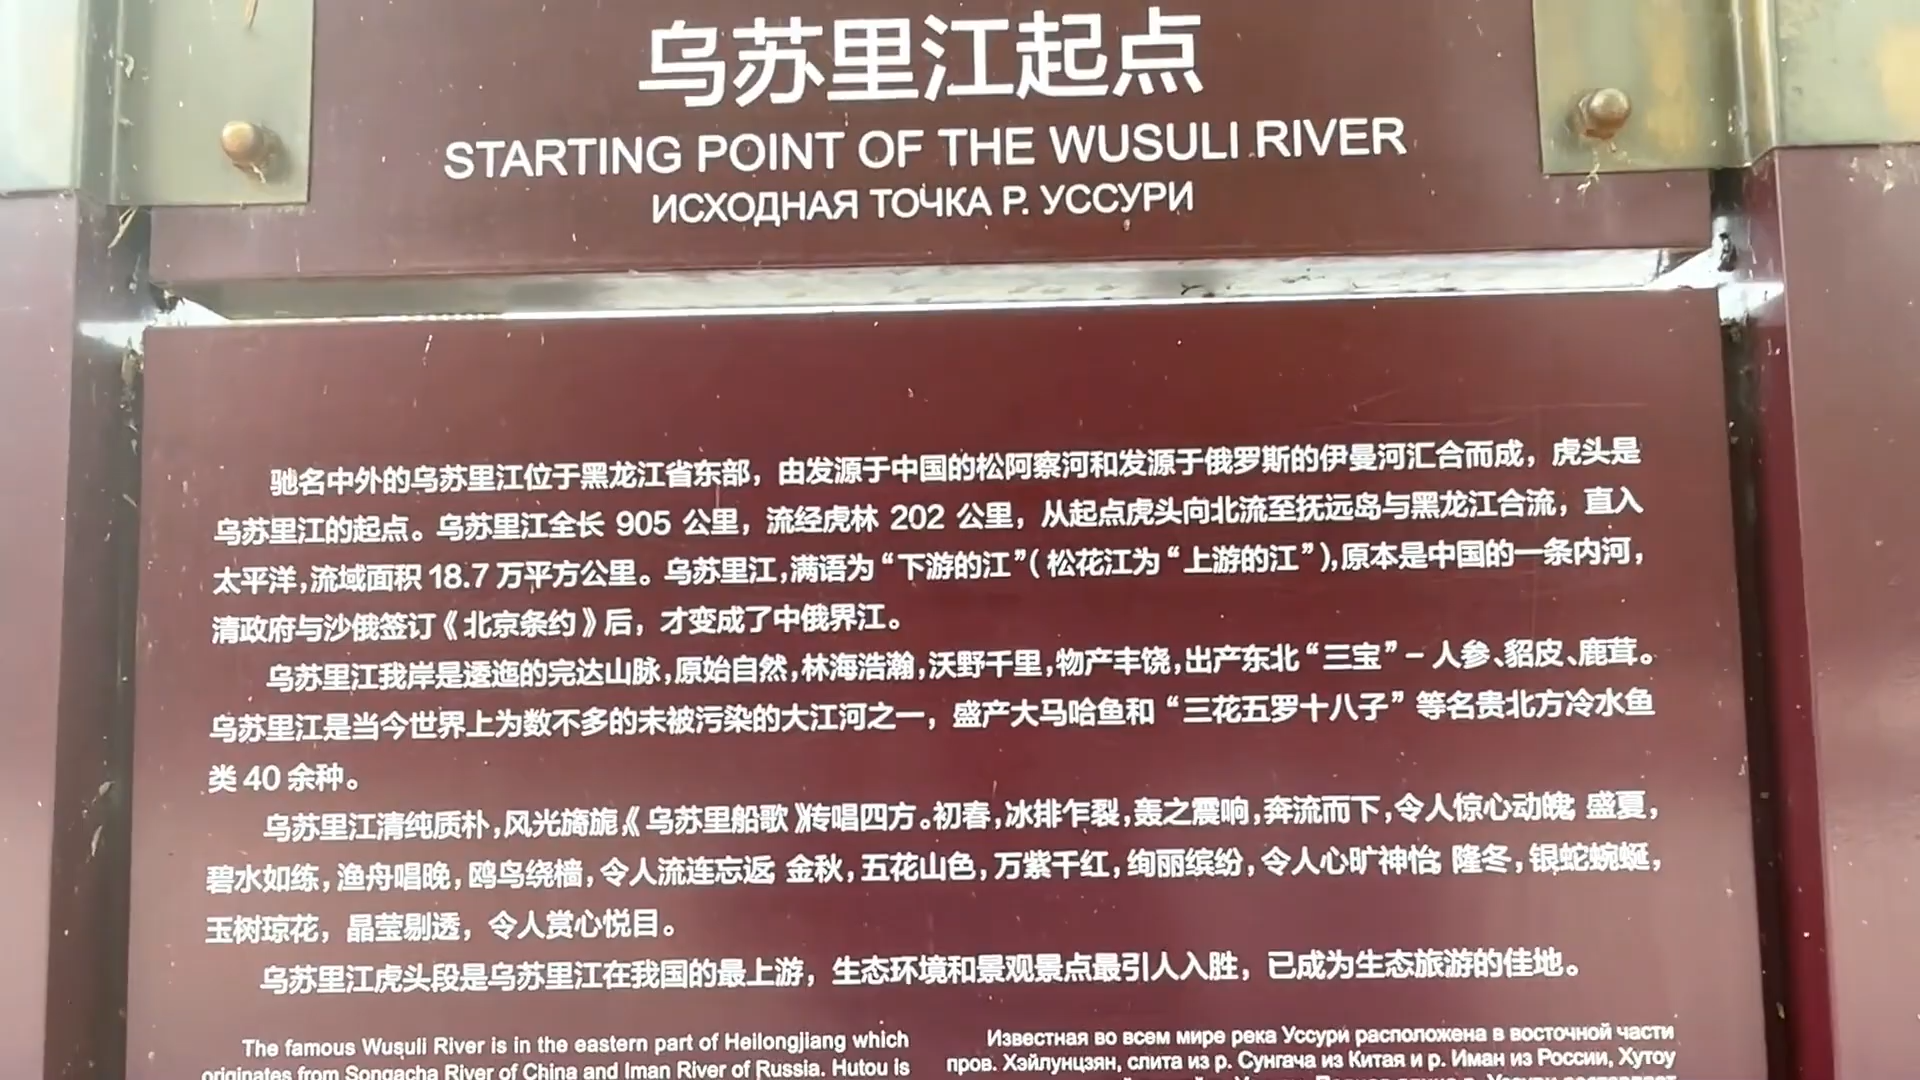 乌苏里江起点
STARTING POINT OF THE WUSULI RIVER
ИСХОДНАЯ ТОЧКА Р. УССУРИ
驰名中外的乌苏里江位于黑龙江省东部，由发源于中国的松阿察河和发源于俄罗斯的伊曼河汇合而成，虎头是
乌苏里江的起点。乌苏里江全长 905 公里，流经虎林 202 公里，从起点虎头向北流至抚远岛与黑龙江合流，直入
太平洋，流域面积 18.7 万平方公里。乌苏里江，满语为“下游的江”（松花江为“上游的江”），原本是中国的一条内河，
清政府与沙俄签订《北京条约》后，才变成了中俄界江。
乌苏里江我岸是逶迤的完达山脉，原始自然，林海浩瀚，沃野千里，物产丰饶，出产东北“三宝”－人参、貂皮、鹿茸。
乌苏里江是当今世界上为数不多的未被污染的大江河之一，盛产大马哈鱼和“三花五罗十八子”等名贵北方冷水鱼
类 40 余种。
乌苏里江清纯质朴，风光旖旎，《乌苏里船歌》传唱四方。初春，冰排乍裂，轰之震响，奔流而下，令人惊心动魄；盛夏，
碧水如练，渔舟唱晚，鸥鸟绕樯，令人流连忘返；金秋，五花山色，万紫千红，绚丽缤纷，令人心旷神怡；隆冬，银蛇蜿蜒，
玉树琼花，晶莹剔透，令人赏心悦目。
乌苏里江虎头段是乌苏里江在我国的最上游，生态环境和景观景点最引人入胜，已成为生态旅游的佳地。
The famous Wusuli River is in the eastern part of Heilongjiang which
originates from Songacha River of China and Iman River of Russia. Hutou is
Известная во всем мире река Уссури расположена в восточной части
пров. Хэйлунцзян, слита из р. Сунгача из Китая и р. Иман из России, Хутоу